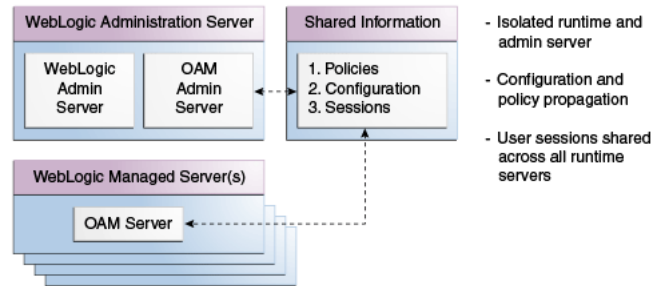 WebLogic Administration Server
WebLogic
Admin
Server
OAM
Admin
Server
Shared Information
1. Policies
2. Configuration
3. Sessions
- Isolated runtime and
admin server
- Configuration and
policy propagation
- User sessions shared
across all runtime
servers
WebLogic Managed Server(s)
OAM Server